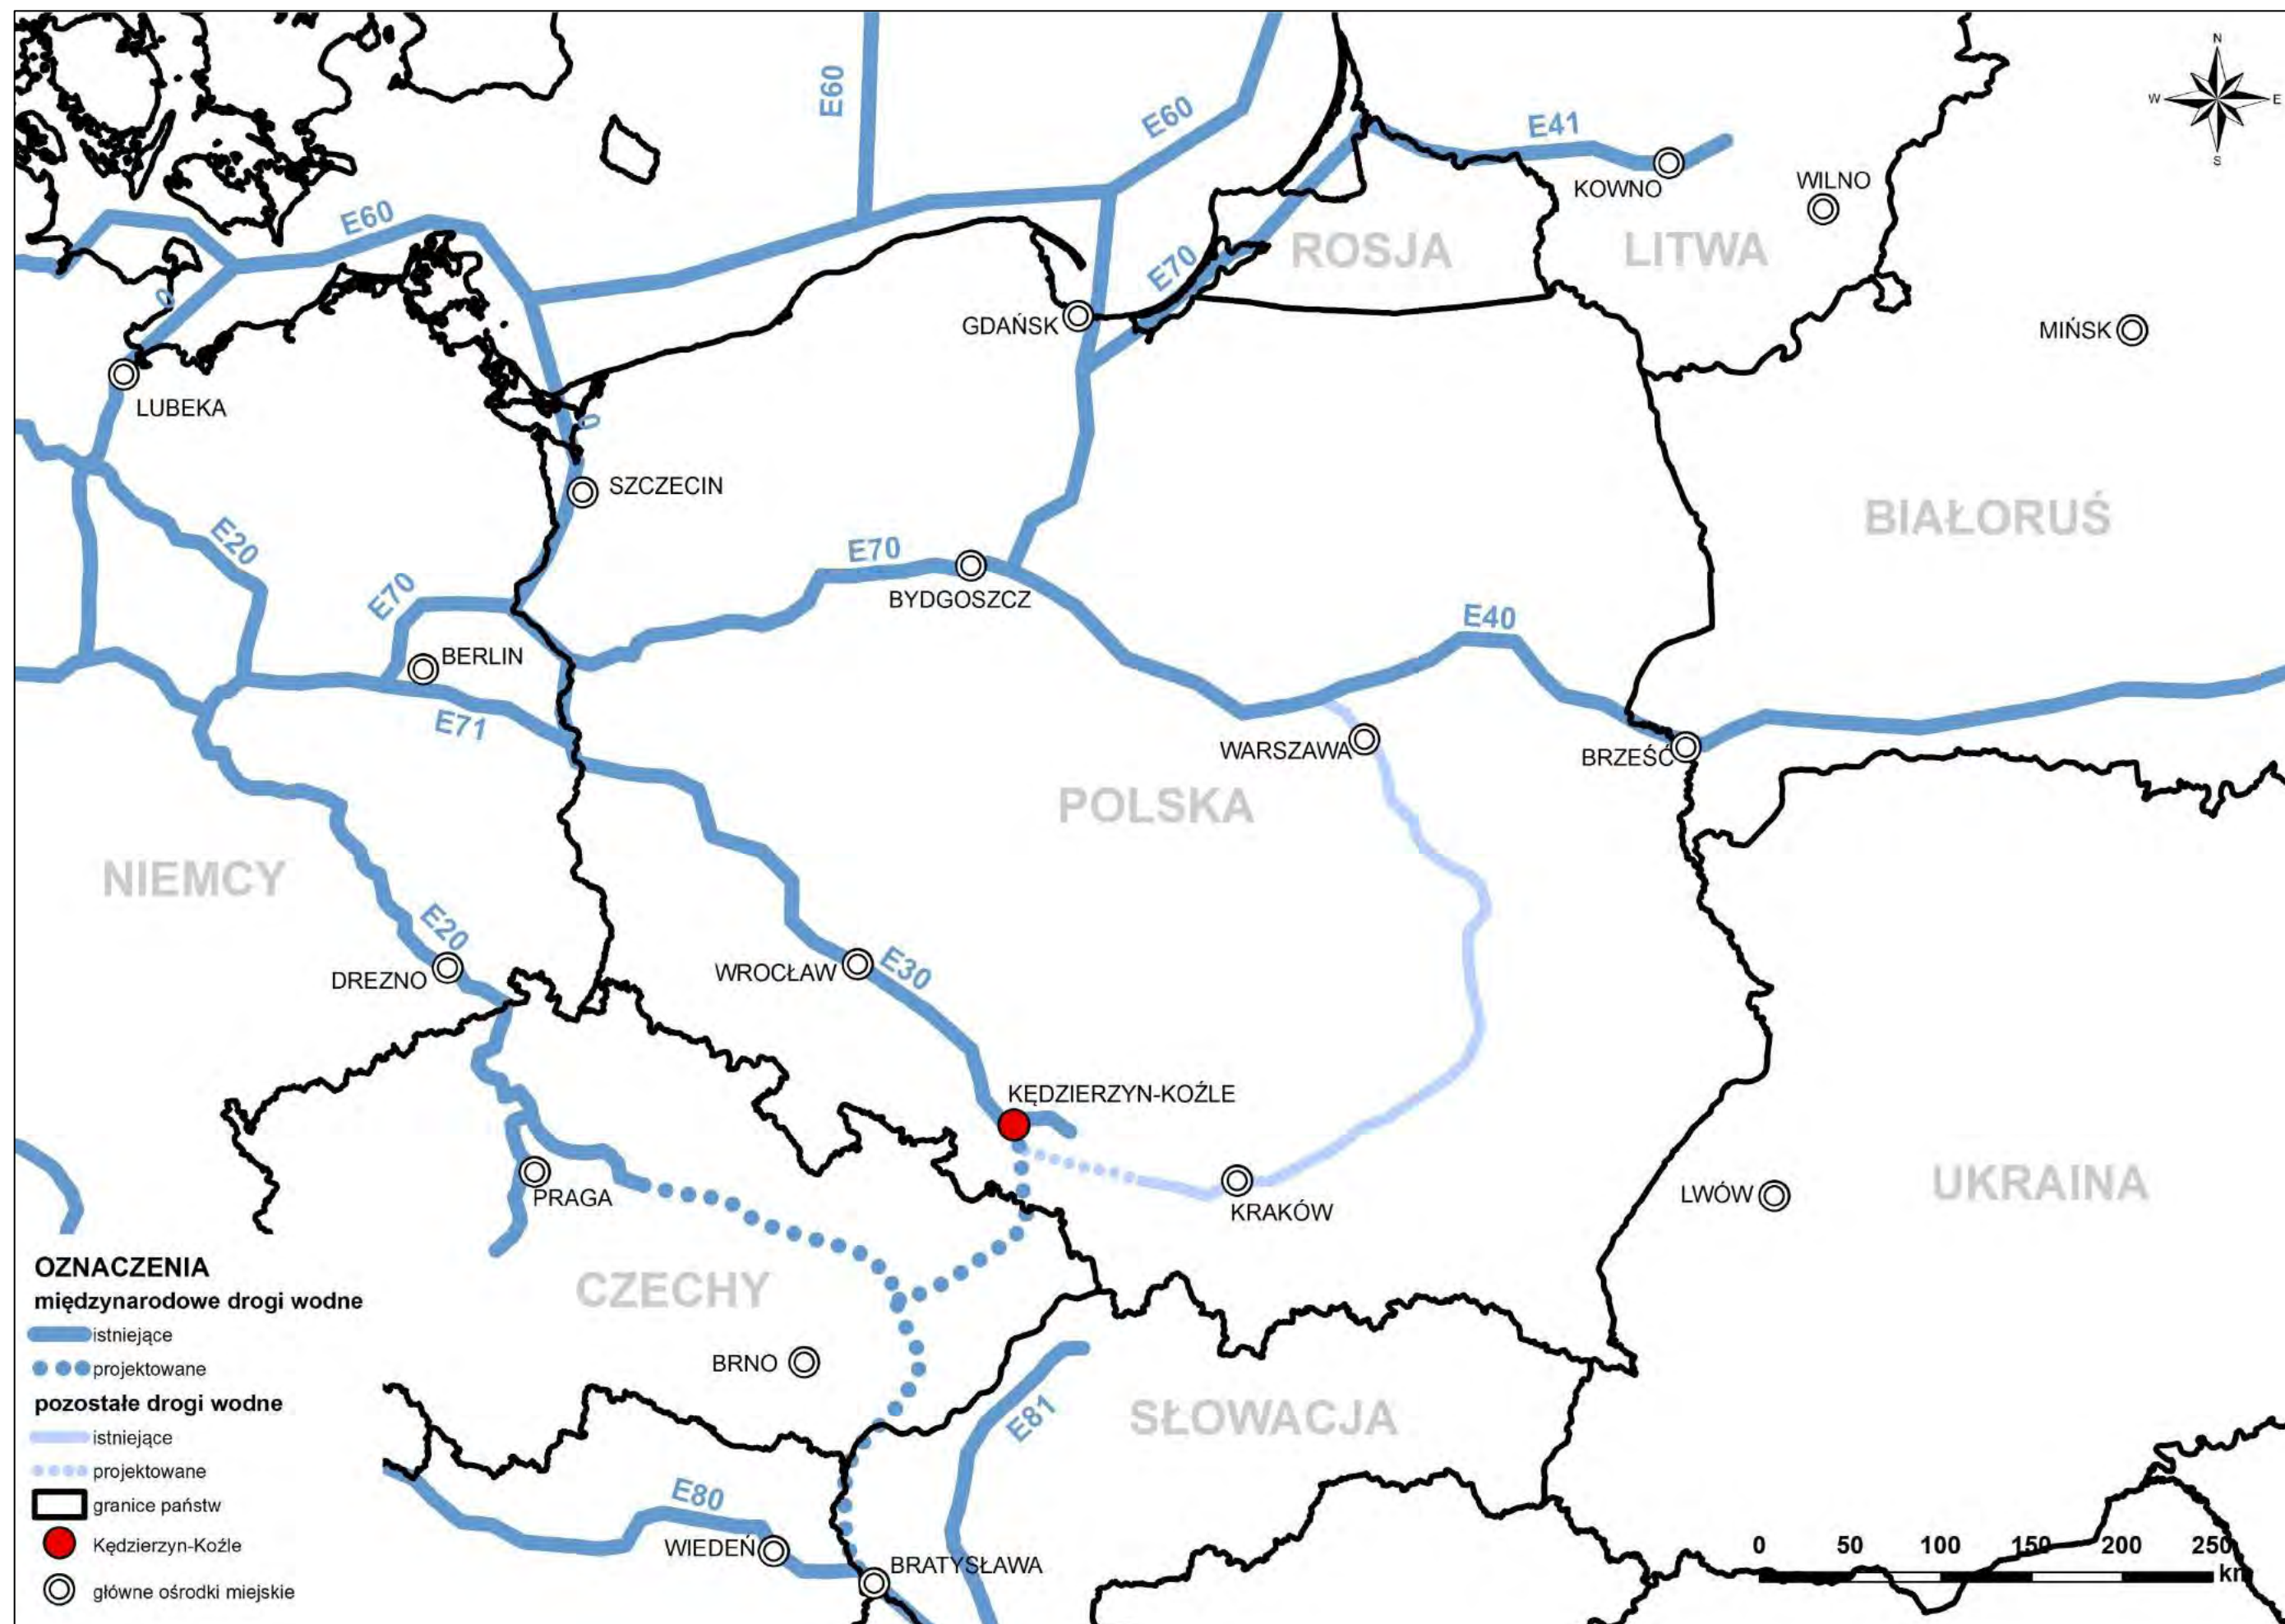 N
W
E
S
E60
E60
E41
KOWNO
WILNO
E60
ROSJA
LITWA
E70
GDAŃSK
MIŃSK
0
LUBEKA
0
SZCZECIN
BIAŁORUŚ
E20
E70
E70
BYDGOSZCZ
E40
BERLIN
E71
WARSZAWA
BRZEŚĆ
POLSKA
NIEMCY
E20
DREZNO
WROCŁAW
E30
KĘDZIERZYN-KOŹLE
PRAGA
KRAKÓW
LWÓW
UKRAINA
CZECHY
BRNO
SŁOWACJA
E81
E80
WIEDEŃ
BRATYSŁAWA
OZNACZENIA
międzynarodowe drogi wodne
istniejące
projektowane
pozostałe drogi wodne
istniejące
projektowane
granice państw
Kędzierzyn-Koźle
główne ośrodki miejskie
0 50 100 150 200 250
km